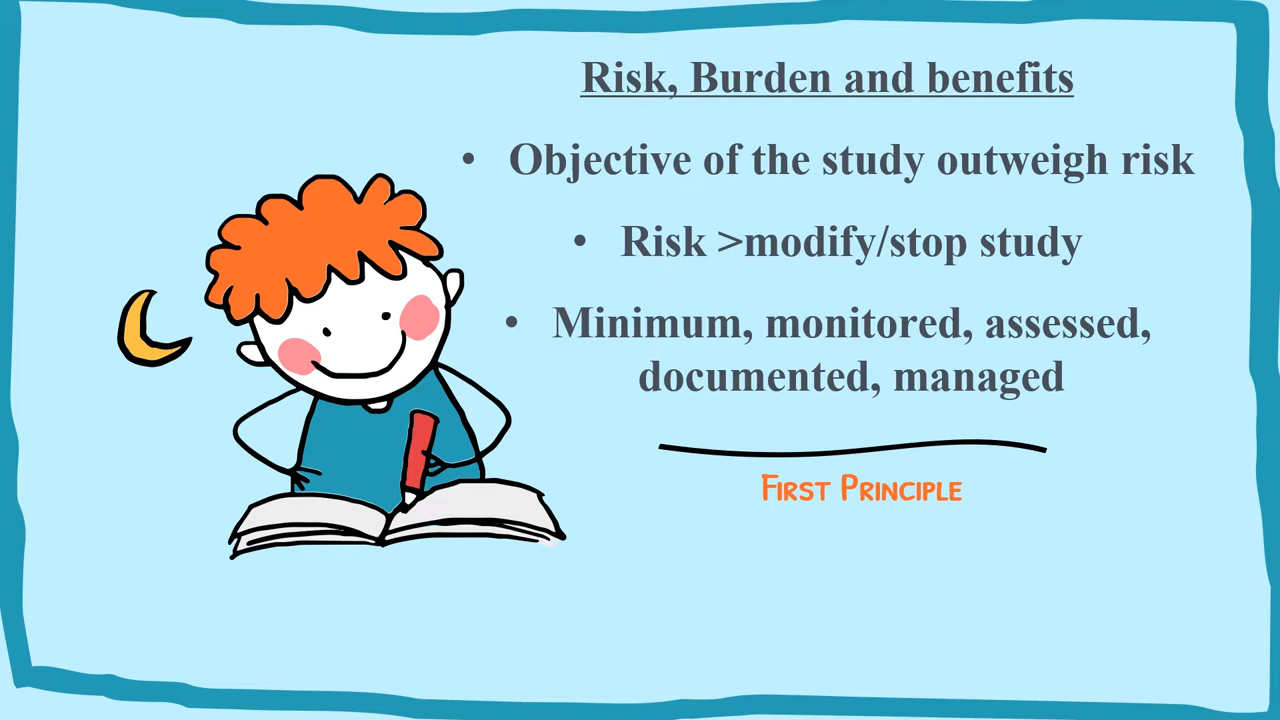 Risk, Burden and benefits
• Objective of the study outweigh risk
• Risk >modify/stop study
• Minimum, monitored, assessed,
documented, managed
First Principle